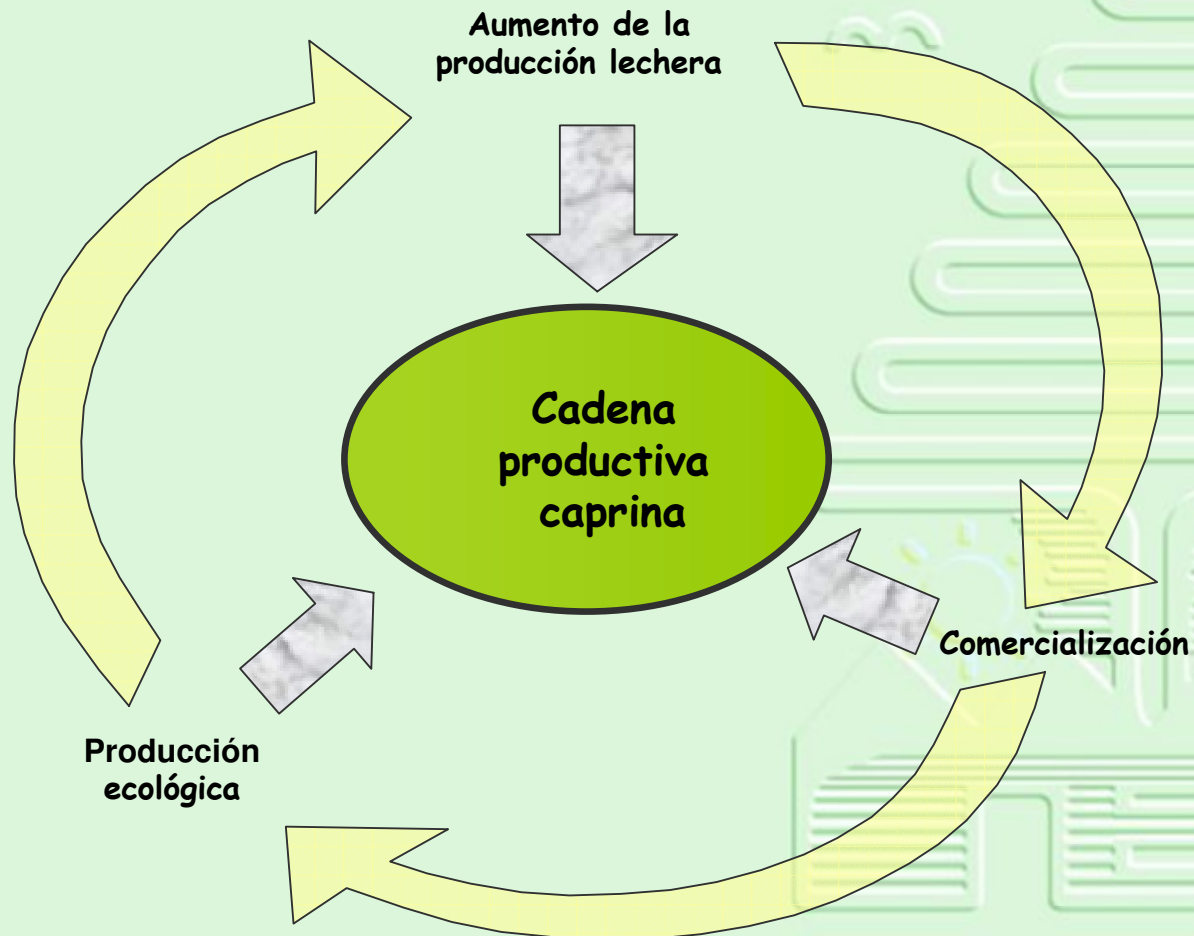 Aumento de la
producción lechera
Cadena
productiva
caprina
Comercialización
Producción
ecológica